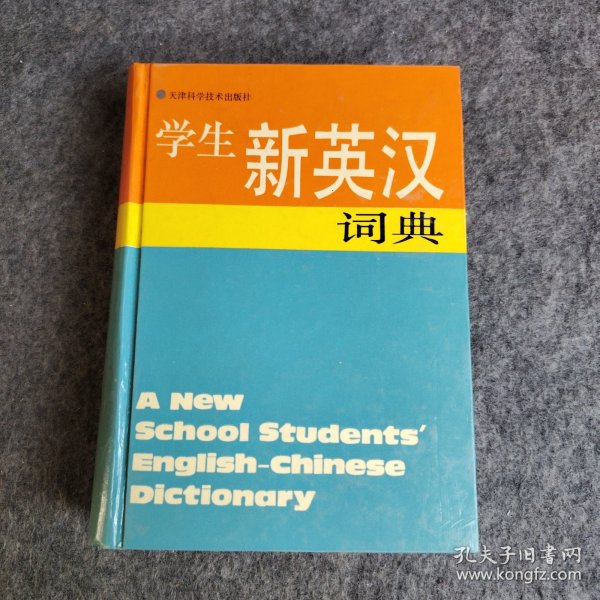 天津科学技术出版社
学生 新英汉
词典
A New
School Students'
English-Chinese
Dictionary
孔夫子旧书网
www.kongfz.com